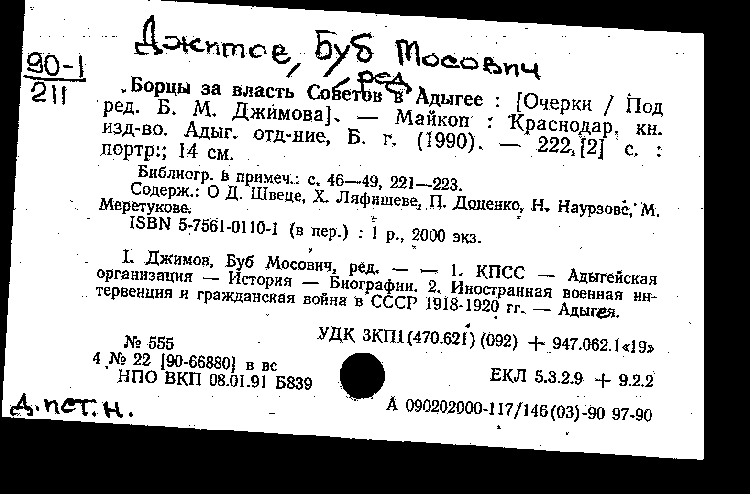 Джимов, Буб Мосович
ред
90-1
211
Борцы за власть Советов в Адыгее : [Очерки / Под
ред. Б. М. Джимова]. — Майкоп : Краснодар. кн.
изд-во. Адыг. отд-ние, Б. г. (1990). — 222,[2] с. :
портр.; 14 см.
Библиогр. в примеч.: с. 46—49, 221—223.
Содерж.: О Д. Швеце, Х. Ляфишеве, П. Доценко, Н. Наурзове, М.
Меретукове.
ISBN 5-7561-0110-1 (в пер.) : 1 р., 2000 экз.
I. Джимов, Буб Мосович, ред. — — 1. КПСС — Адыгейская
организация — История — Биографии. 2. Иностранная военная ин-
тервенция и гражданская война в СССР 1918-1920 гг. — Адыгея.
№ 555
УДК 3КП1(470.621)(092) + 947.062.1«19»
4 № 22 [90-66880] в вс
НПО ВКП 08.01.91 Б839
ЕКЛ 5.3.2.9 + 9.2.2
Д.ист.н.
А 090202000-117/146(03)-90 97-90